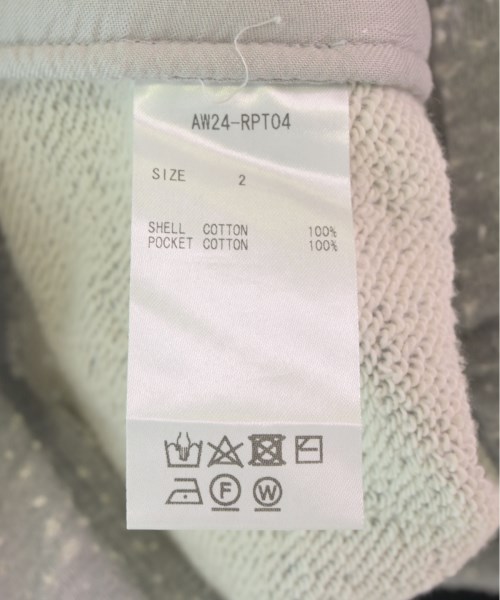 AW24-RPT04
SIZE 2
SHELL COTTON 100%
POCKET COTTON 100%
F W